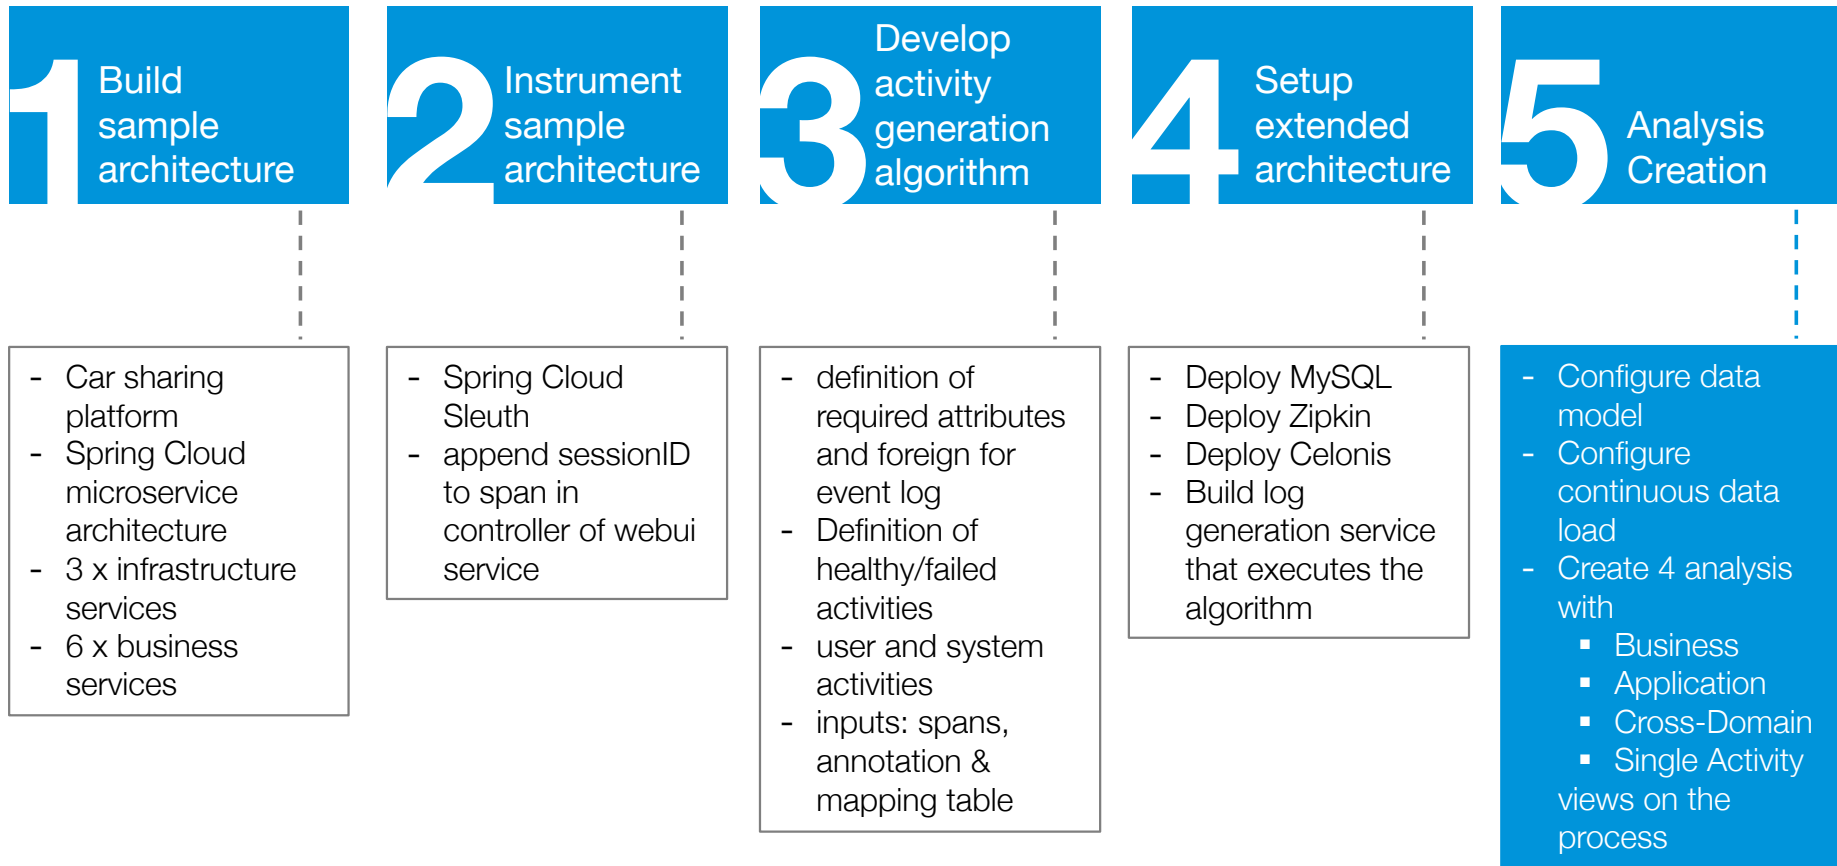 1
Build
sample
architecture
2
Instrument
sample
architecture
3
Develop
activity
generation
algorithm
4
Setup
extended
architecture
5
Analysis
Creation
- Car sharing
platform
- Spring Cloud
microservice
architecture
- 3 x infrastructure
services
- 6 x business
services
- Spring Cloud
Sleuth
- append sessionID
to span in
controller of webui
service
- definition of
required attributes
and foreign for
event log
- Definition of
healthy/failed
activities
- user and system
activities
- inputs: spans,
annotation &
mapping table
- Deploy MySQL
- Deploy Zipkin
- Deploy Celonis
- Build log
generation service
that executes the
algorithm
- Configure data
model
- Configure
continuous data
load
- Create 4 analysis
with
▪ Business
▪ Application
▪ Cross-Domain
▪ Single Activity
views on the
process